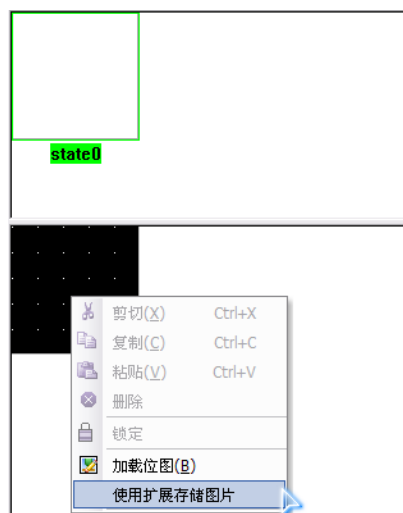 state0
剪切(X) Ctrl+X
复制(C) Ctrl+C
粘贴(V) Ctrl+V
删除
锁定
加载位图(B)
使用扩展存储图片